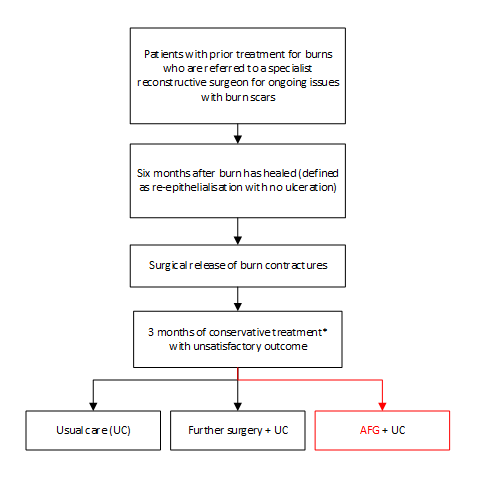 Patients with prior treatment for burns
who are referred to a specialist
reconstructive surgeon for ongoing issues
with burn scars
Six months after burn has healed (defined
as re-epithelialisation with no ulceration)
Surgical release of burn contractures
3 months of conservative treatment*
with unsatisfactory outcome
Usual care (UC)
Further surgery + UC
AFG + UC